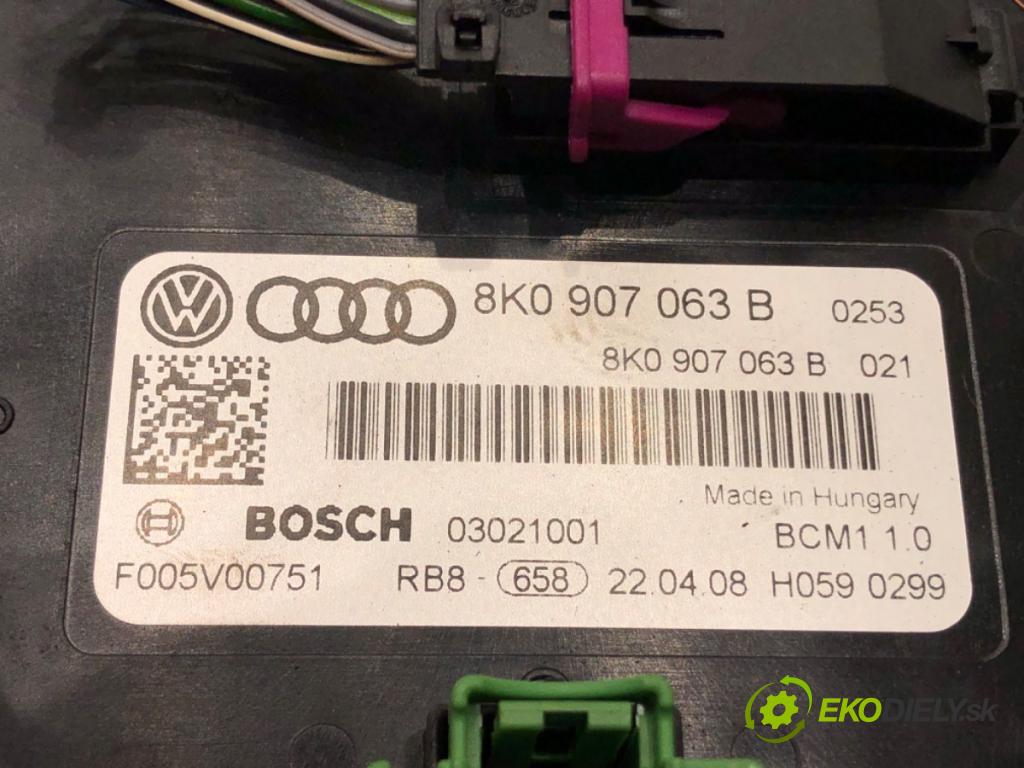 8K0 907 063 B 0253
8K0 907 063 B 021
Made in Hungary
BOSCH 03021001 BCM1 1.0
F005V00751 RB8 - 658 22.04.08 H059 0299
EKODIELY.sk